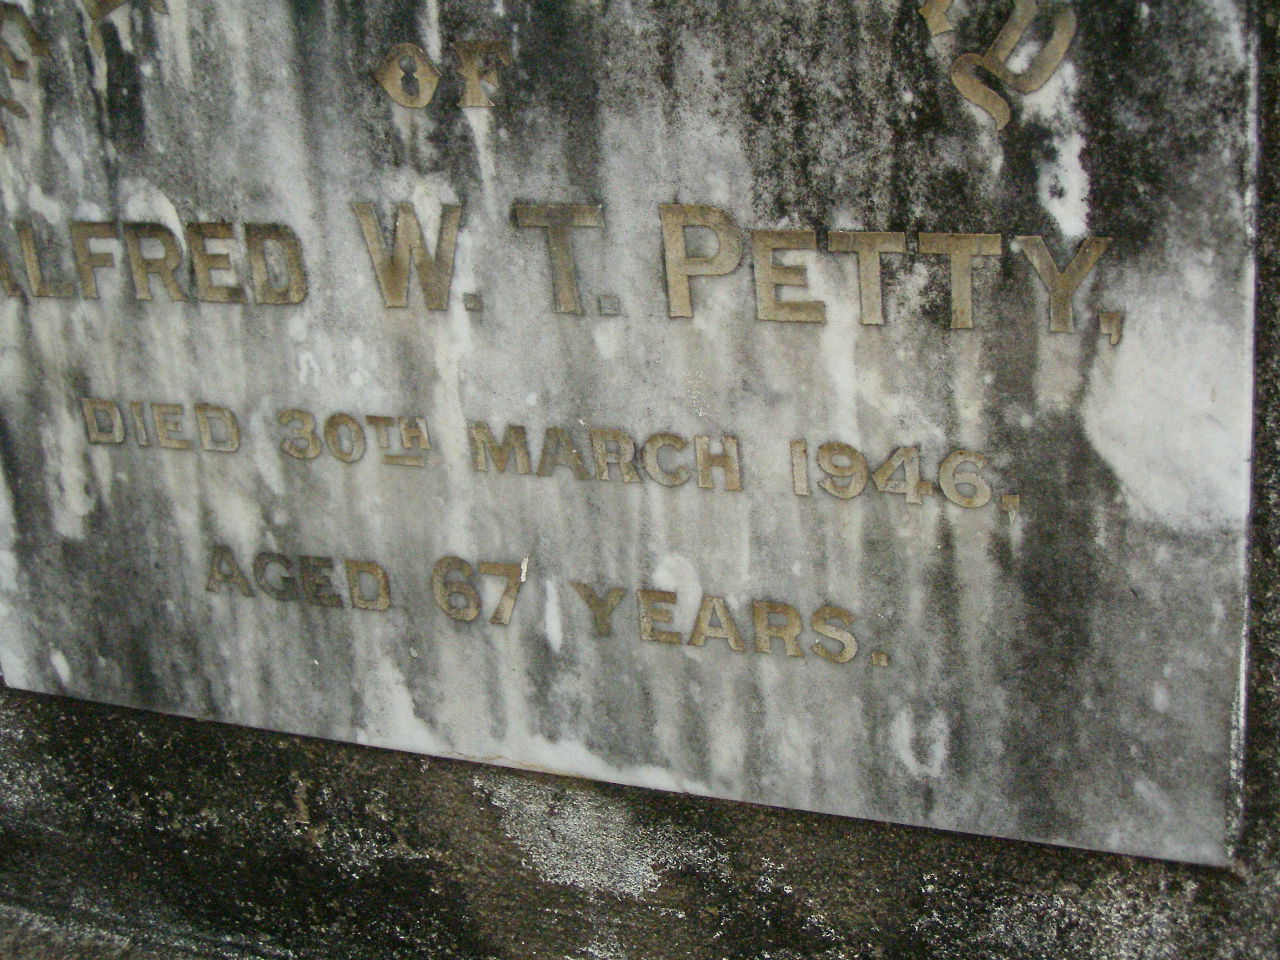 OF
ALFRED W. T. PETTY,
DIED 30TH MARCH 1946,
AGED 67 YEARS.